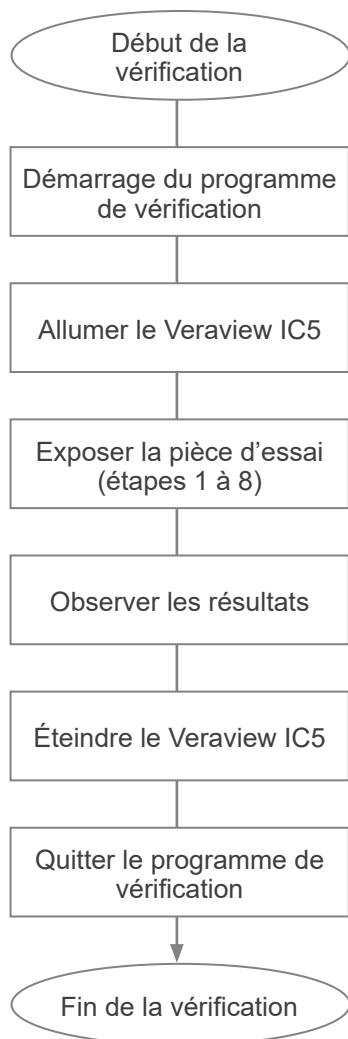 Début de la
vérification
Démarrage du programme
de vérification
Allumer le Veraview IC5
Exposer la pièce d’essai
(étapes 1 à 8)
Observer les résultats
Éteindre le Veraview IC5
Quitter le programme de
vérification
Fin de la vérification